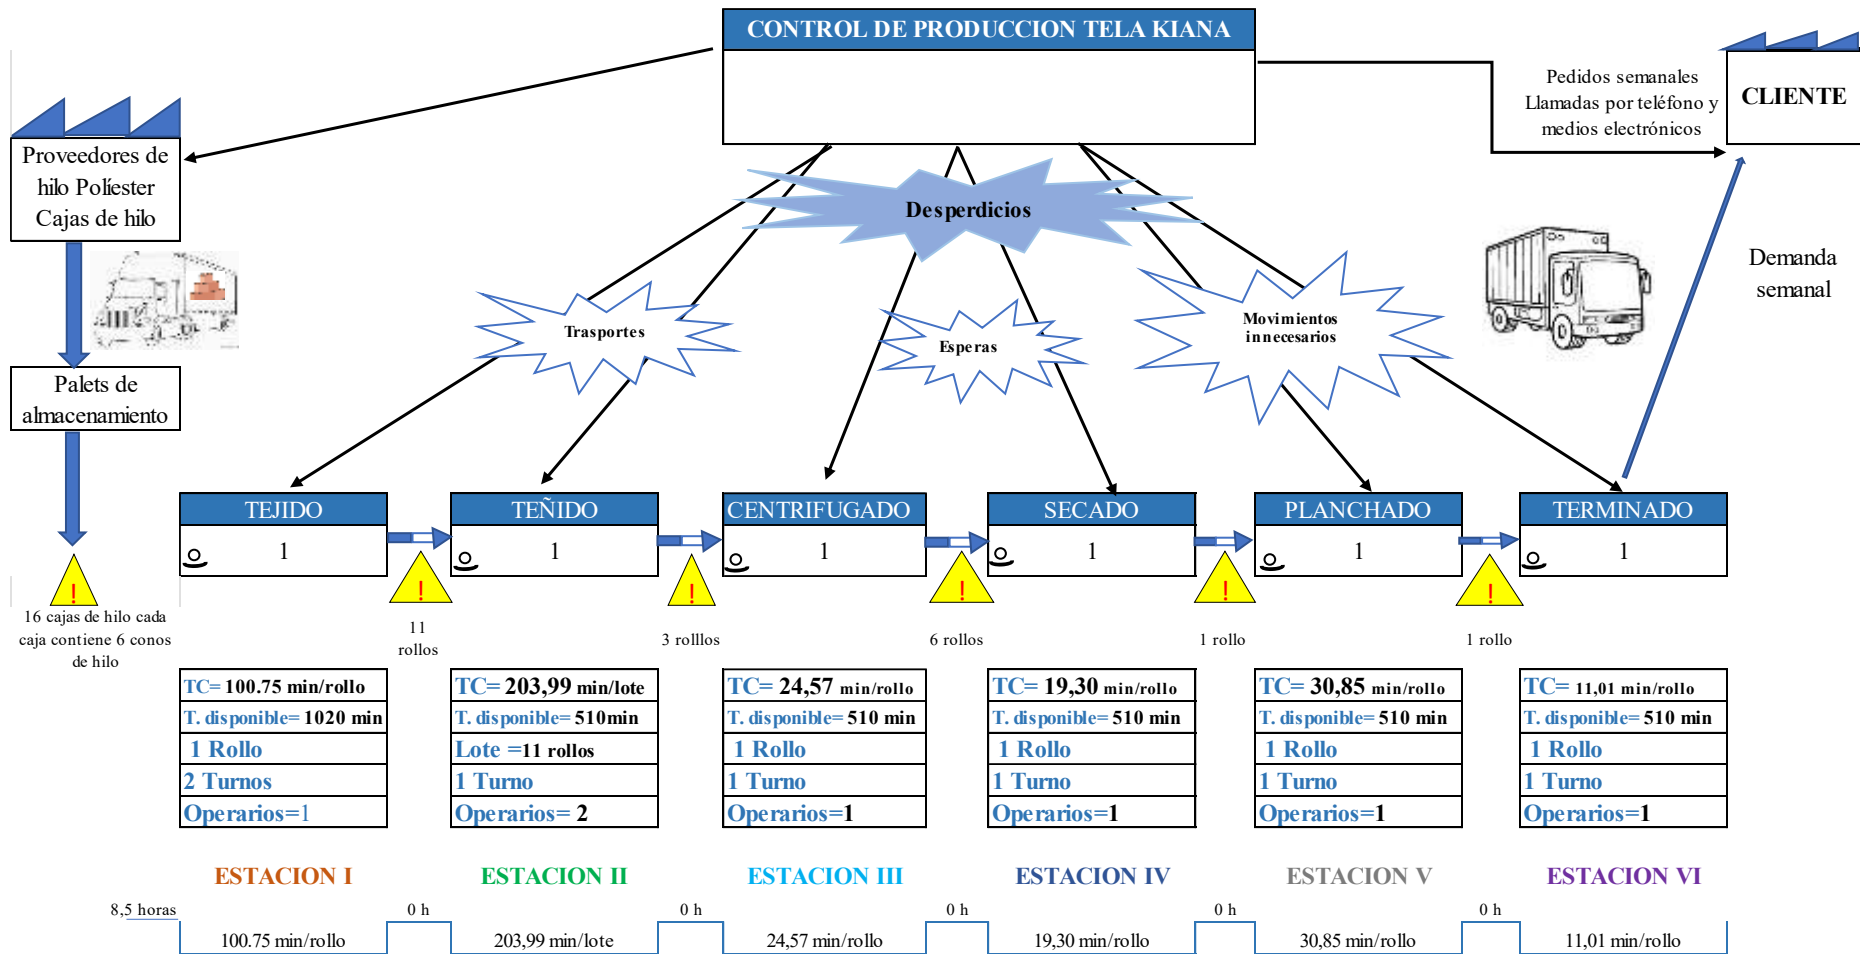 CONTROL DE PRODUCCION TELA KIANA
Pedidos semanales
Llamadas por teléfono y
medios electrónicos
CLIENTE
Proveedores de
hilo Políester
Cajas de hilo
Desperdicios
Demanda
semanal
Trasportes
Esperas
Movimientos
innecesarios
Palets de
almacenamiento
TEJIDO
TEÑIDO
CENTRIFUGADO
SECADO
PLANCHADO
TERMINADO
1
1
1
1
1
1
!
!
!
!
!
!
16 cajas de hilo cada
caja contiene 6 conos
de hilo
11
rollos
3 rolllos
6 rollos
1 rollo
1 rollo
TC= 100.75 min/rollo
T. disponible= 1020 min
1 Rollo
2 Turnos
Operarios=1
TC= 203,99 min/lote
T. disponible= 510min
Lote =11 rollos
1 Turno
Operarios= 2
TC= 24,57 min/rollo
T. disponible= 510 min
1 Rollo
1 Turno
Operarios=1
TC= 19,30 min/rollo
T. disponible= 510 min
1 Rollo
1 Turno
Operarios=1
TC= 30,85 min/rollo
T. disponible= 510 min
1 Rollo
1 Turno
Operarios=1
TC= 11,01 min/rollo
T. disponible= 510 min
1 Rollo
1 Turno
Operarios=1
ESTACION I
ESTACION II
ESTACION III
ESTACION IV
ESTACION V
ESTACION VI
8,5 horas
0 h
0 h
0 h
0 h
0 h
100.75 min/rollo
203,99 min/lote
24,57 min/rollo
19,30 min/rollo
30,85 min/rollo
11,01 min/rollo